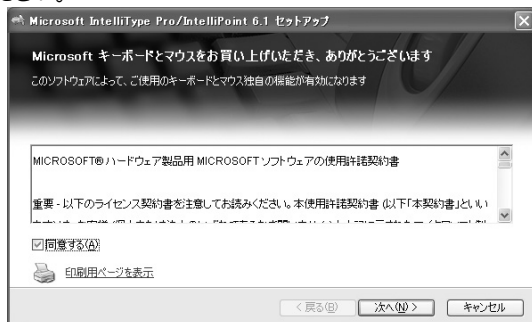 Microsoft IntelliType Pro/IntelliPoint 6.1 セットアップ
Microsoft キーボードとマウスをお買い上げいただき、ありがとうございます
このソフトウェアによって、ご使用のキーボードとマウス独自の機能が有効になります
MICROSOFT® ハードウェア製品用 MICROSOFT ソフトウェアの使用許諾契約書
重要 - 以下のライセンス契約書を注意してお読みください。本使用許諾契約書 (以下「本契約書」といい
同意する(A)
印刷用ページを表示
< 戻る(B)
次へ(N) >
キャンセル